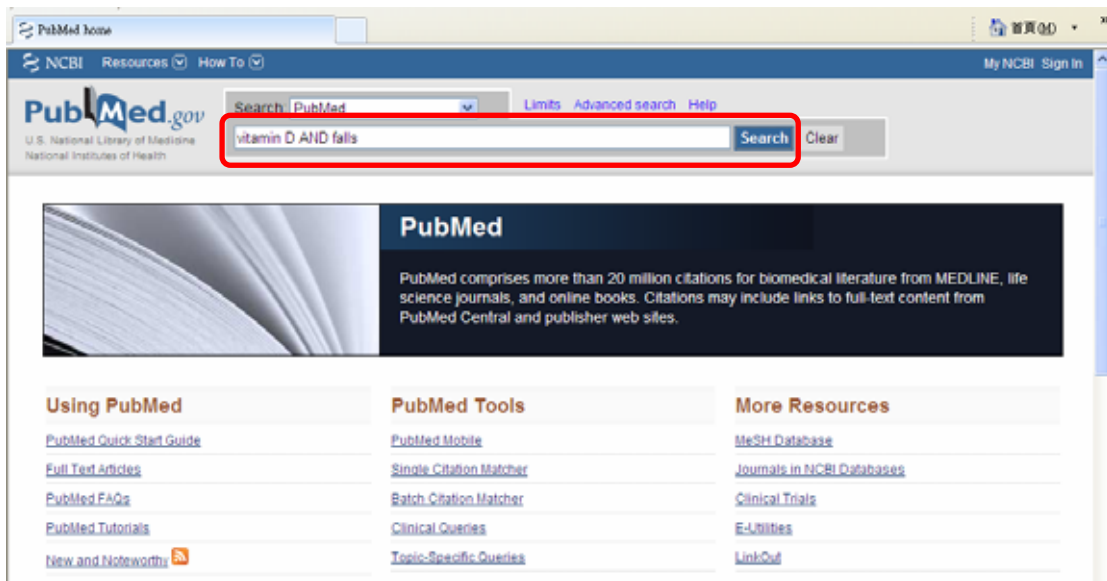 PubMed home
首頁(M)
»
NCBI Resources How To My NCBI Sign In
PubMed.gov
U.S. National Library of Medicine
National Institutes of Health
Search PubMed Limits Advanced search Help
vitamin D AND falls Search Clear
PubMed
PubMed comprises more than 20 million citations for biomedical literature from MEDLINE, life
science journals, and online books. Citations may include links to full-text content from
PubMed Central and publisher web sites.
Using PubMed
PubMed Quick Start Guide
Full Text Articles
PubMed FAQs
PubMed Tutorials
New and Noteworthy
PubMed Tools
PubMed Mobile
Single Citation Matcher
Batch Citation Matcher
Clinical Queries
Topic-Specific Queries
More Resources
MeSH Database
Journals in NCBI Databases
Clinical Trials
E-Utilities
LinkOut